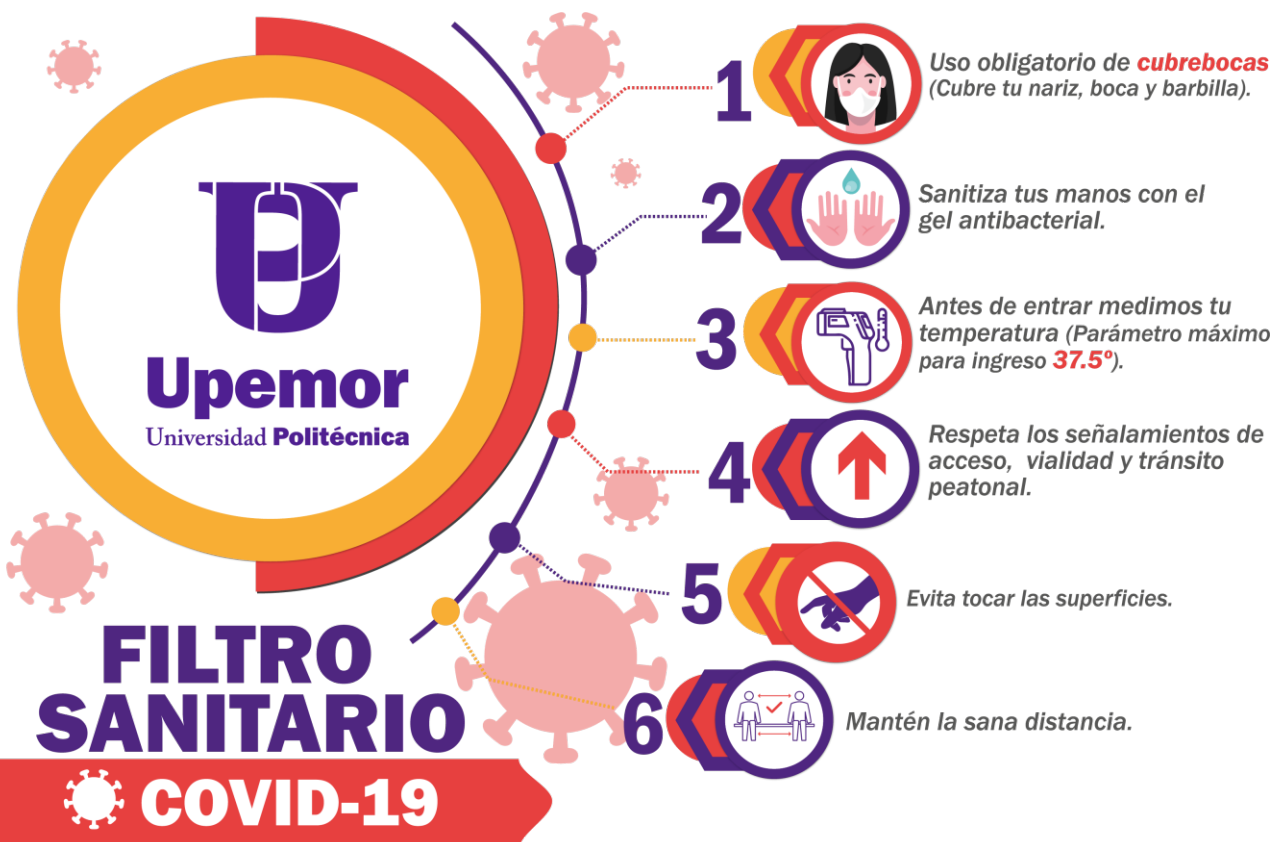 UP
Upemor
Universidad Politécnica
FILTRO
SANITARIO
COVID-19
1
Uso obligatorio de cubrebocas
(Cubre tu nariz, boca y barbilla).
2
Sanitiza tus manos con el
gel antibacterial.
3
Antes de entrar medimos tu
temperatura (Parámetro máximo
para ingreso 37.5º).
4
Respeta los señalamientos de
acceso, vialidad y tránsito
peatonal.
5
Evita tocar las superficies.
6
Mantén la sana distancia.